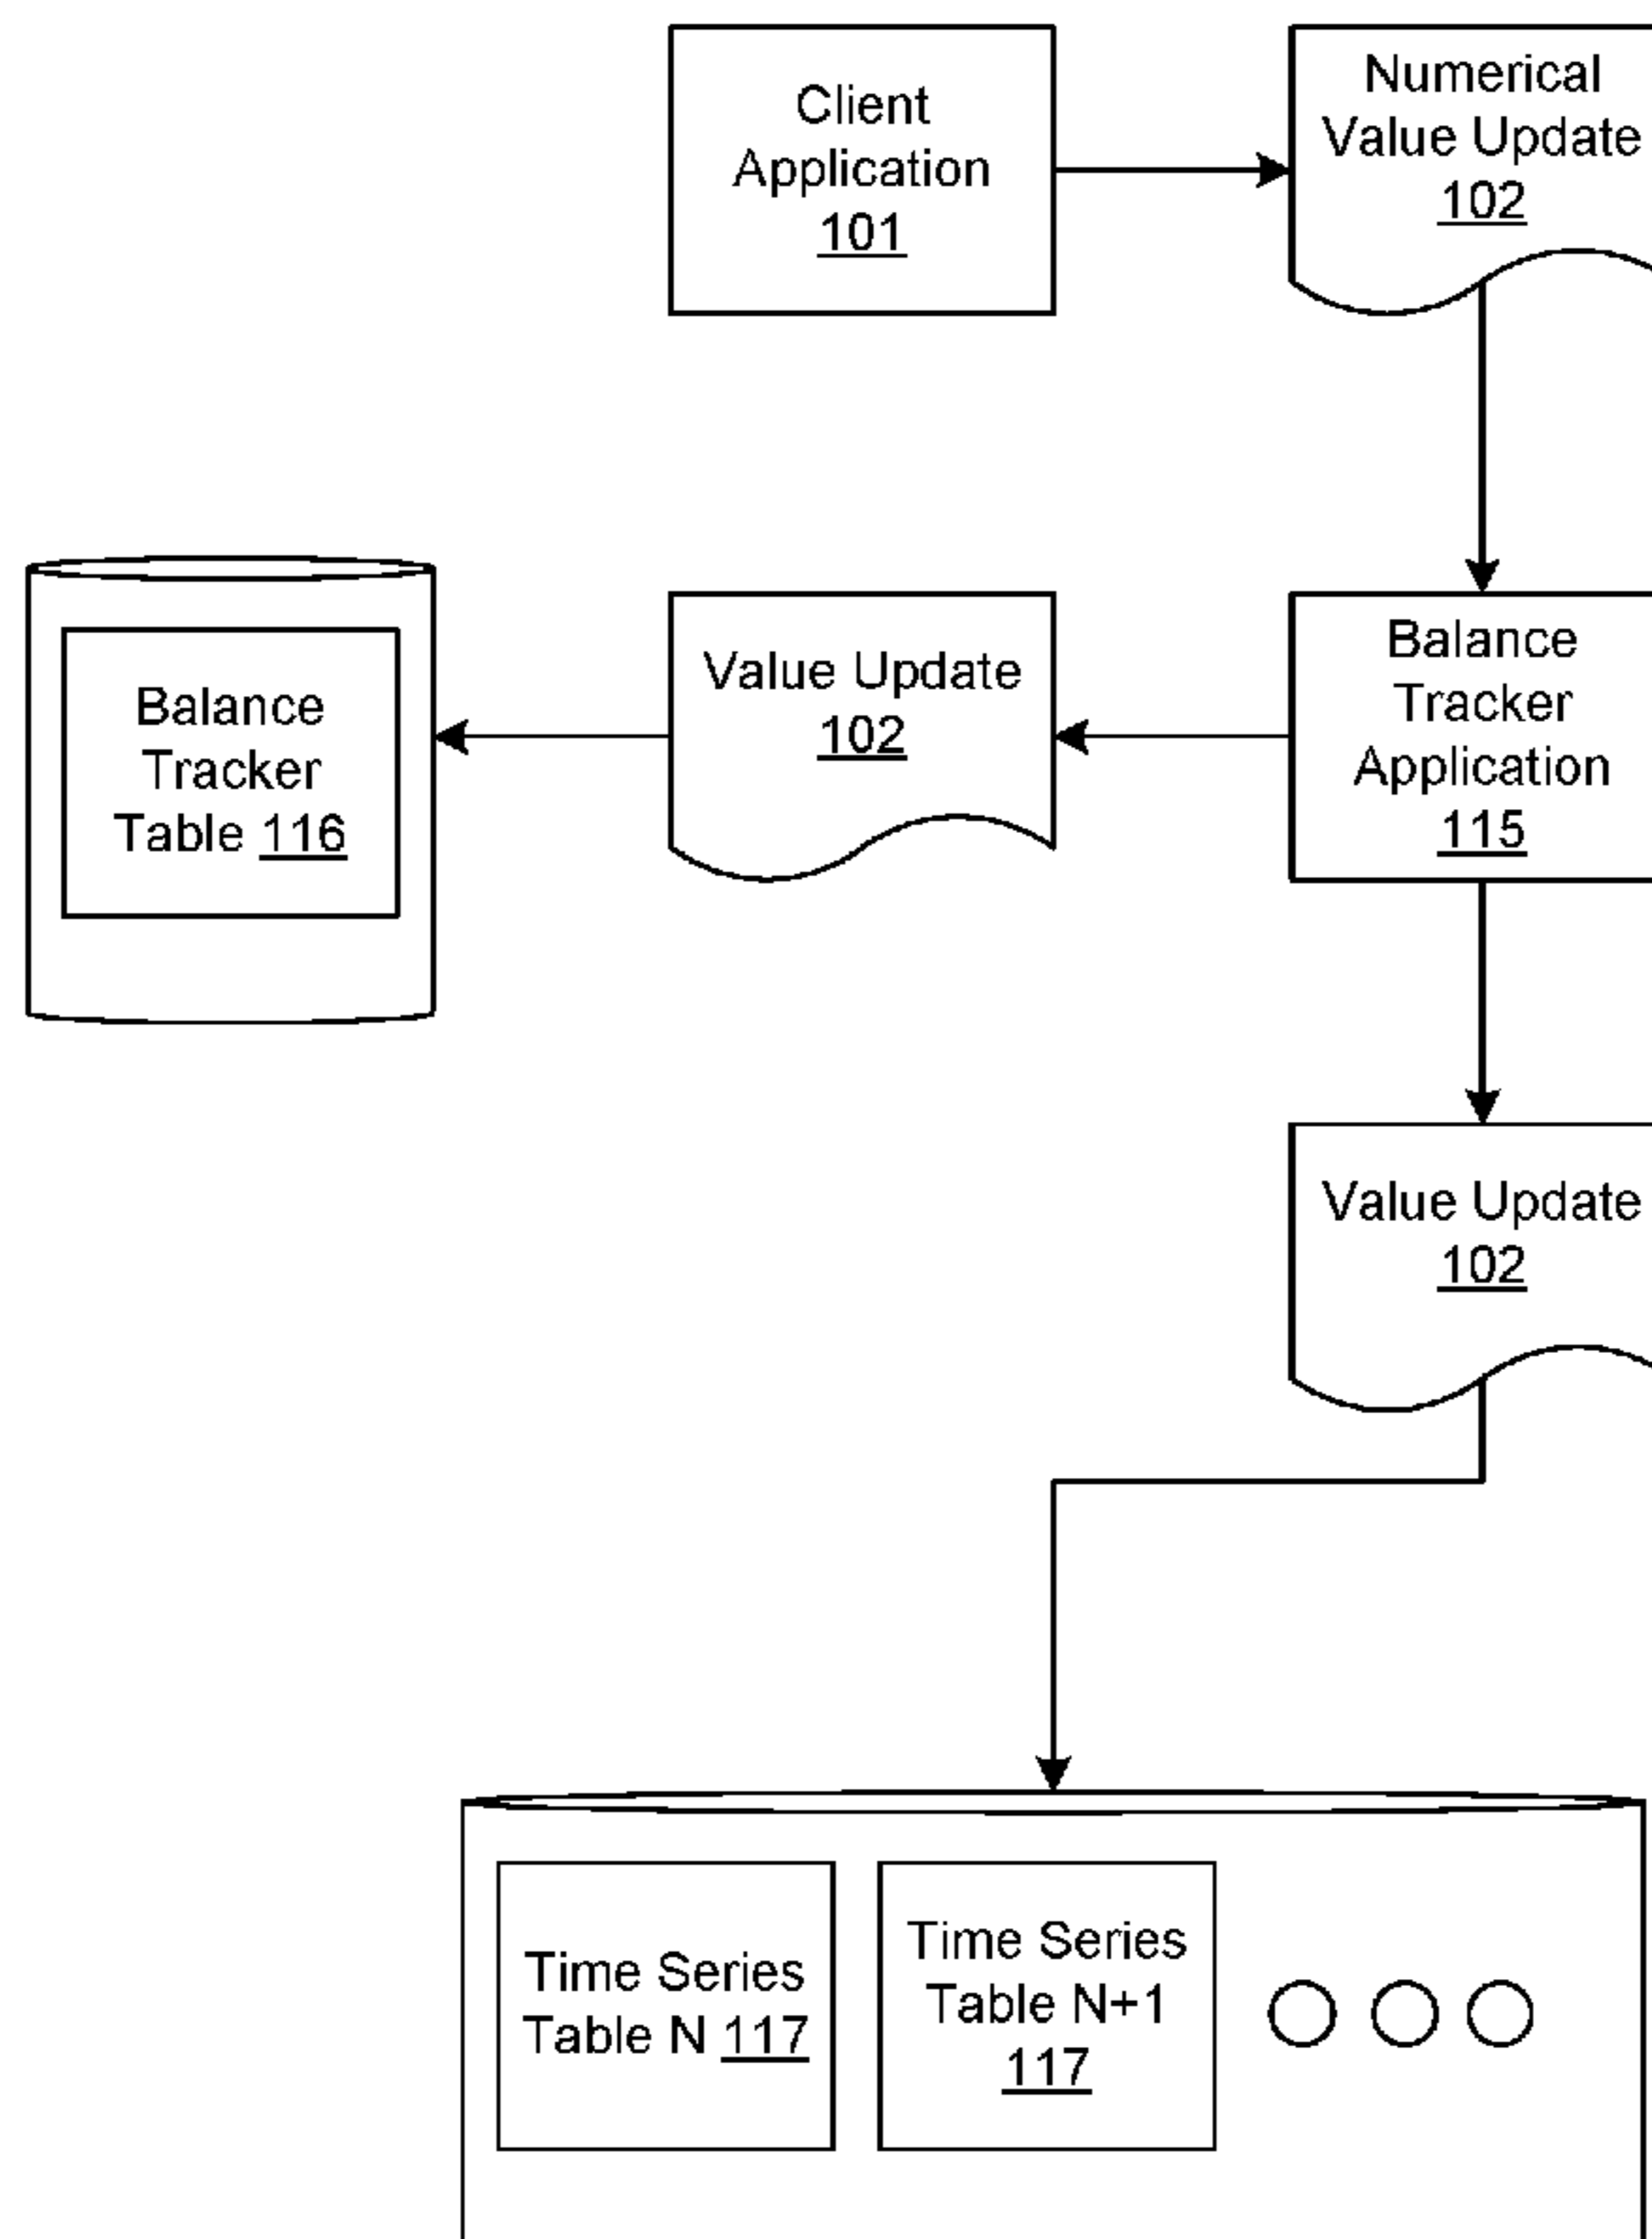 Client
Application
101
Numerical
Value Update
102
Balance
Tracker
Table 116
Value Update
102
Balance
Tracker
Application
115
Value Update
102
Time Series
Table N 117
Time Series
Table N+1
117